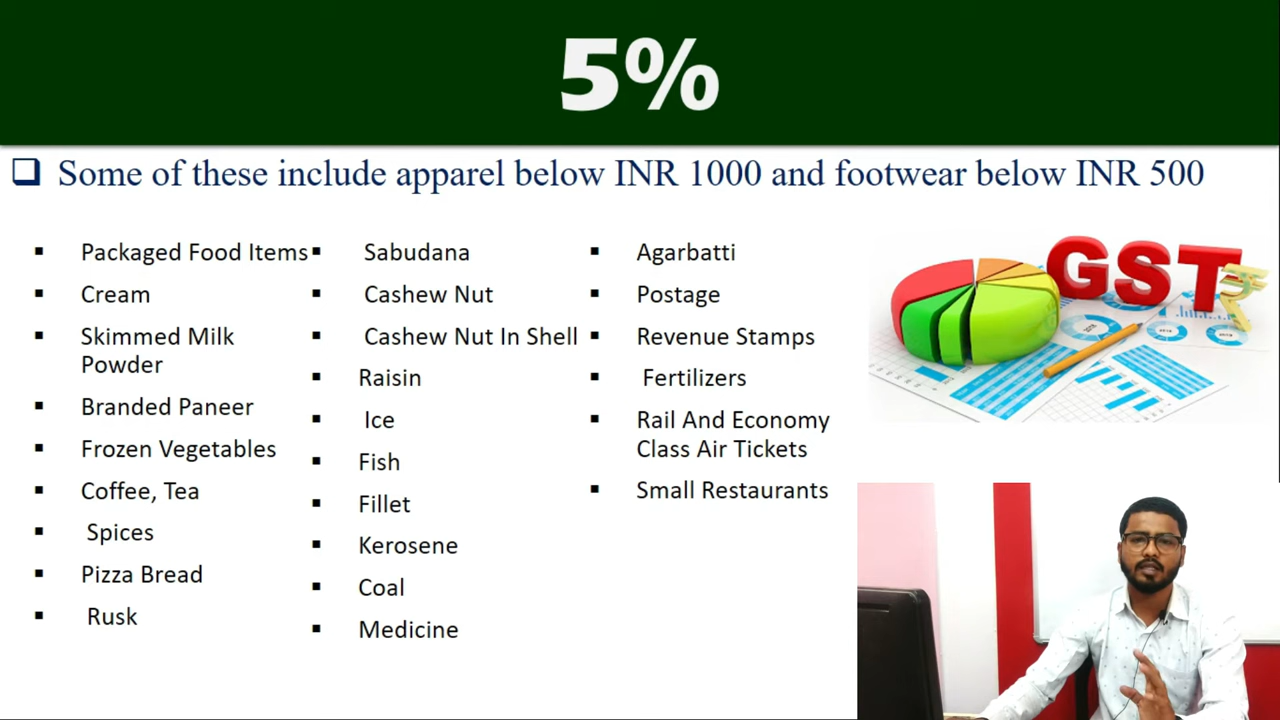 5%
Some of these include apparel below INR 1000 and footwear below INR 500
Packaged Food Items
Cream
Skimmed Milk
Powder
Branded Paneer
Frozen Vegetables
Coffee, Tea
Spices
Pizza Bread
Rusk
Sabudana
Cashew Nut
Cashew Nut In Shell
Raisin
Ice
Fish
Fillet
Kerosene
Coal
Medicine
Agarbatti
Postage
Revenue Stamps
Fertilizers
Rail And Economy
Class Air Tickets
Small Restaurants
GST
₹